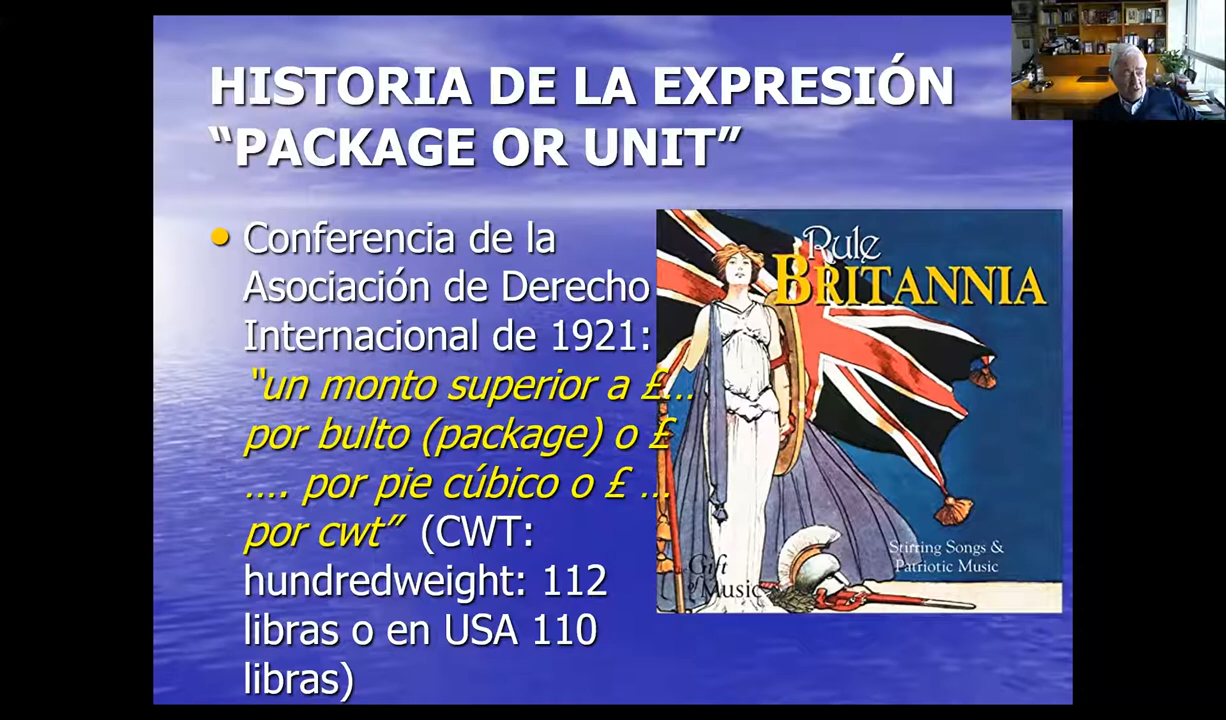 HISTORIA DE LA EXPRESIÓN
“PACKAGE OR UNIT”
• Conferencia de la
Asociación de Derecho
Internacional de 1921:
“un monto superior a £…
por bulto (package) o £
…. por pie cúbico o £ …
por cwt” (CWT:
hundredweight: 112
libras o en USA 110
libras)
Rule
BRITANNIA
Stirring Songs &
Patriotic Music
Gift
of Music